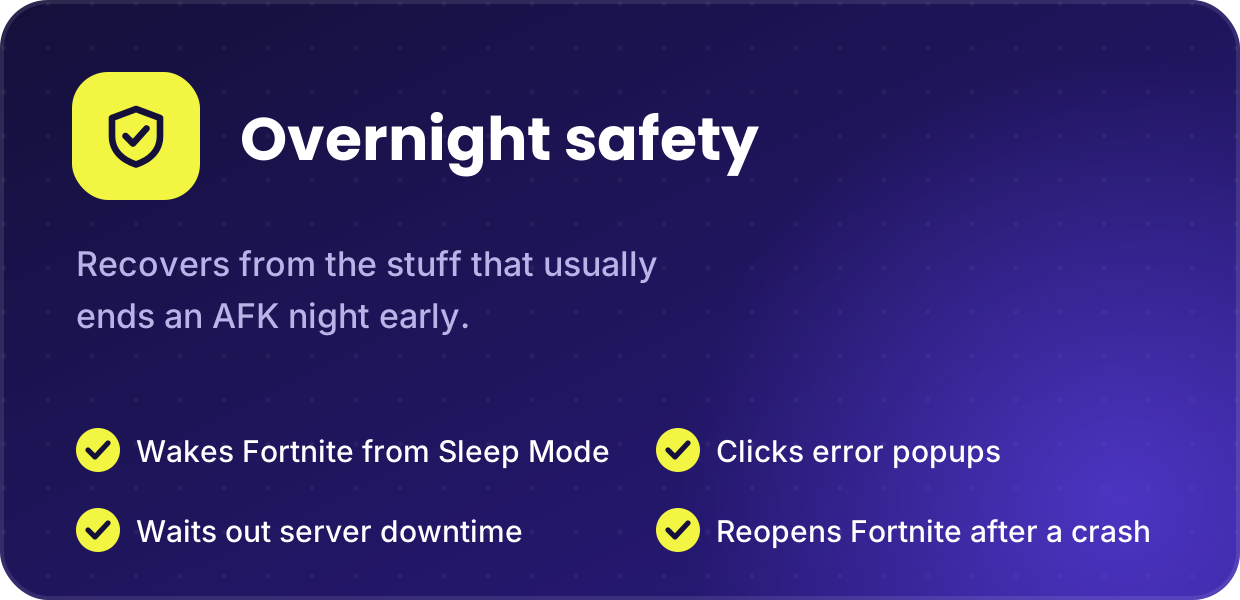 Overnight safety
Recovers from the stuff that usually
ends an AFK night early.
Wakes Fortnite from Sleep Mode
Clicks error popups
Waits out server downtime
Reopens Fortnite after a crash